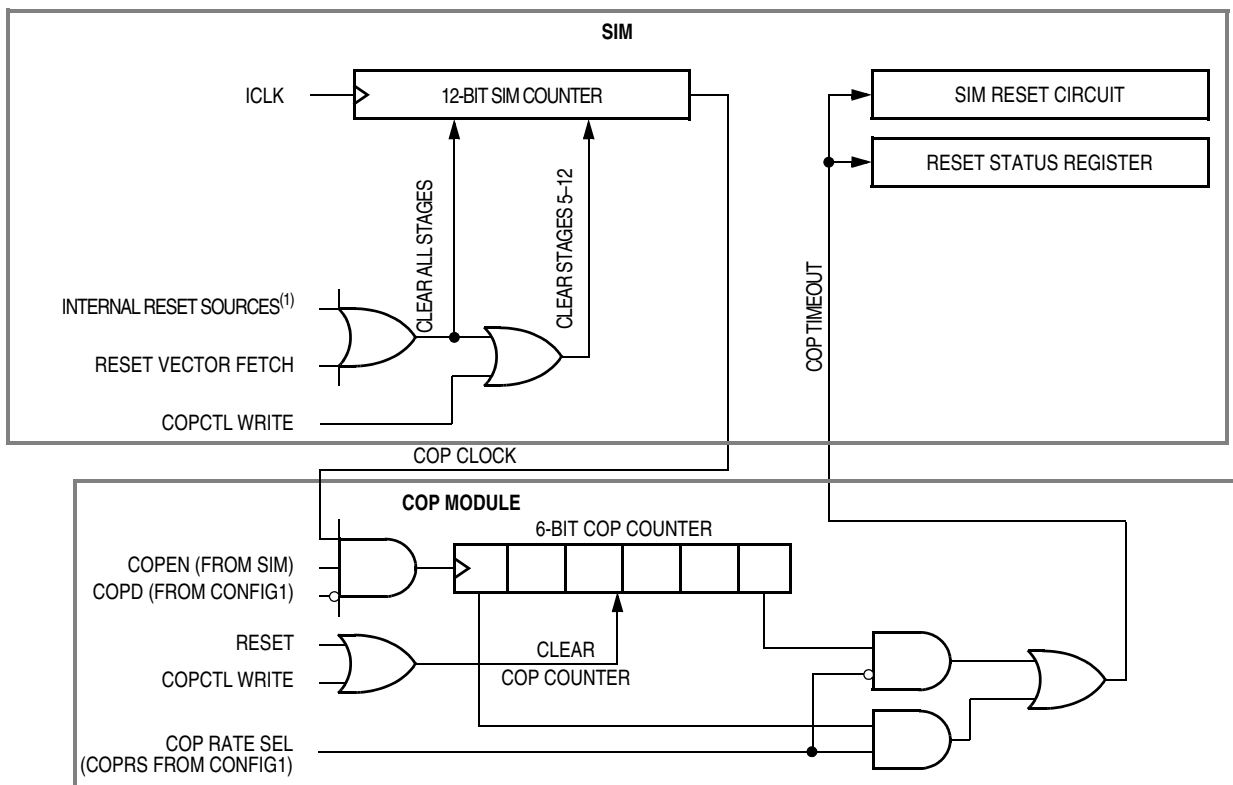 SIM
ICLK
12-BIT SIM COUNTER
SIM RESET CIRCUIT
RESET STATUS REGISTER
CLEAR ALL STAGES
CLEAR STAGES 5–12
COP TIMEOUT
INTERNAL RESET SOURCES(1)
RESET VECTOR FETCH
COPCTL WRITE
COP CLOCK
COP MODULE
6-BIT COP COUNTER
COPEN (FROM SIM)
COPD (FROM CONFIG1)
RESET
COPCTL WRITE
CLEAR
COP COUNTER
COP RATE SEL
(COPRS FROM CONFIG1)